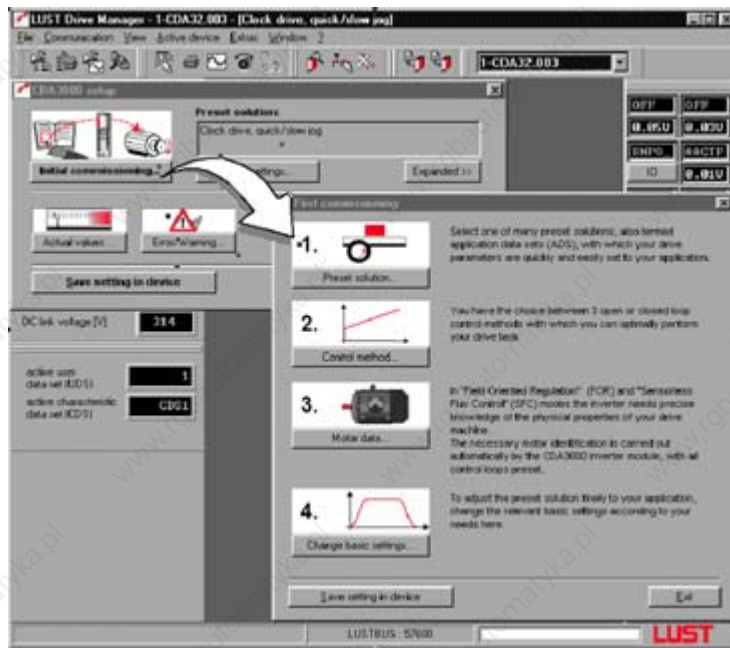 LUST Drive Manager - 1-CDA32.003 - [Clock drive, quick/slow jog]
File Communication View Active device Extras Window ?
1-CDA32.003
CDA3000 setup
Preset solutions
Clock drive, quick/slow jog
Initial commissioning...
Expanded >>
OFF OFF
IO
Actual values...
Error/Warning...
Save setting in device
DC link voltage [V] 314
active user
data set (UDS) 1
active characteristic
data set (CDS) CDS1
First commissioning
1.
Preset solution...
Select one of many preset solutions, also termed
application data sets (ADS), with which your drive
parameters are quickly and easily set to your application.
2.
Control method...
You have the choice between 3 open or closed loop
control methods with which you can optimally perform
your drive task
3.
Motor data...
In "Field Oriented Regulation" (FOR) and "Sensorless
Flux Control" (SFC) modes the inverter needs precise
knowledge of the physical properties of your drive
machine.
The necessary motor identification is carried out
automatically by the CDA3000 inverter module, with all
control loops preset.
4.
Change basic settings...
To adjust the preset solution finely to your application,
change the relevant basic settings according to your
needs here.
Save setting in device
Exit
LUSTBUS : 57600
LUST